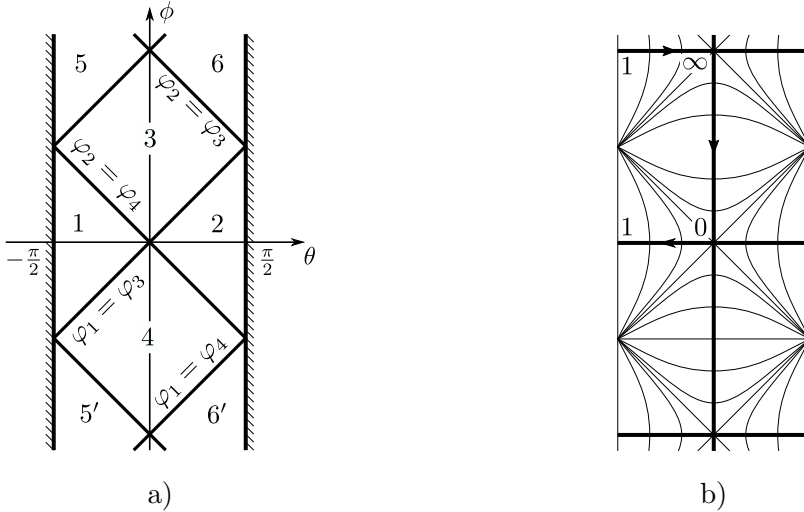 ϕ
5
6
φ₂ = φ₃
3
φ₂ = φ₄
1
2
−π/2
π/2
θ
φ₁ = φ₃
4
φ₁ = φ₄
5′
6′
a)
1
∞
1
0
b)